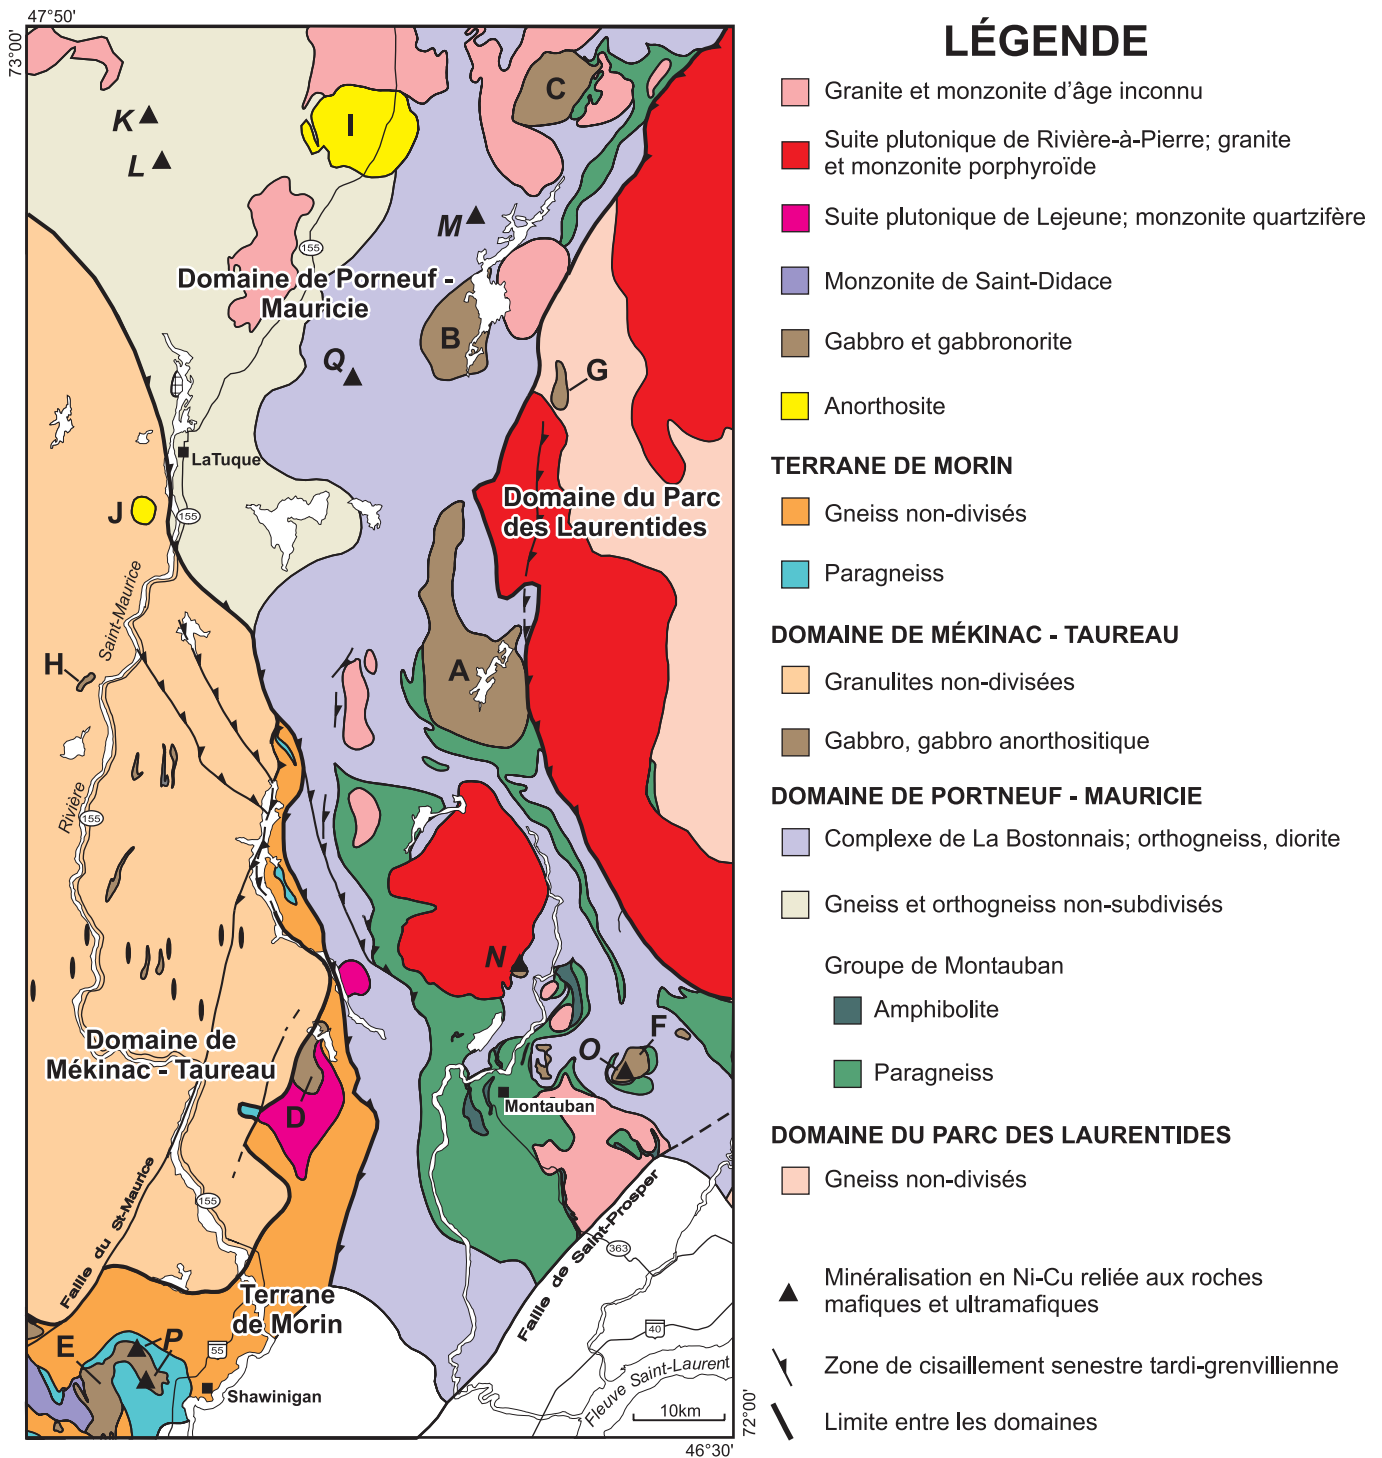 47°50'
73°00'
K
L
I
C
M
155
Domaine de Porneuf -
Mauricie
B
Q
G
LaTuque
J
155
Domaine du Parc
des Laurentides
Saint-Maurice
H
A
Rivière
155
N
Domaine de
Mékinac - Taureau
O
F
D
Montauban
155
Faille du St-Maurice
Faille de Saint-Prosper
363
Terrane
de Morin
E
P
55
40
Shawinigan
Fleuve Saint-Laurent
10km
72°00'
46°30'
LÉGENDE
Granite et monzonite d'âge inconnu
Suite plutonique de Rivière-à-Pierre; granite
et monzonite porphyroïde
Suite plutonique de Lejeune; monzonite quartzifère
Monzonite de Saint-Didace
Gabbro et gabbronorite
Anorthosite
TERRANE DE MORIN
Gneiss non-divisés
Paragneiss
DOMAINE DE MÉKINAC - TAUREAU
Granulites non-divisées
Gabbro, gabbro anorthositique
DOMAINE DE PORTNEUF - MAURICIE
Complexe de La Bostonnais; orthogneiss, diorite
Gneiss et orthogneiss non-subdivisés
Groupe de Montauban
Amphibolite
Paragneiss
DOMAINE DU PARC DES LAURENTIDES
Gneiss non-divisés
Minéralisation en Ni-Cu reliée aux roches
mafiques et ultramafiques
Zone de cisaillement senestre tardi-grenvillienne
Limite entre les domaines